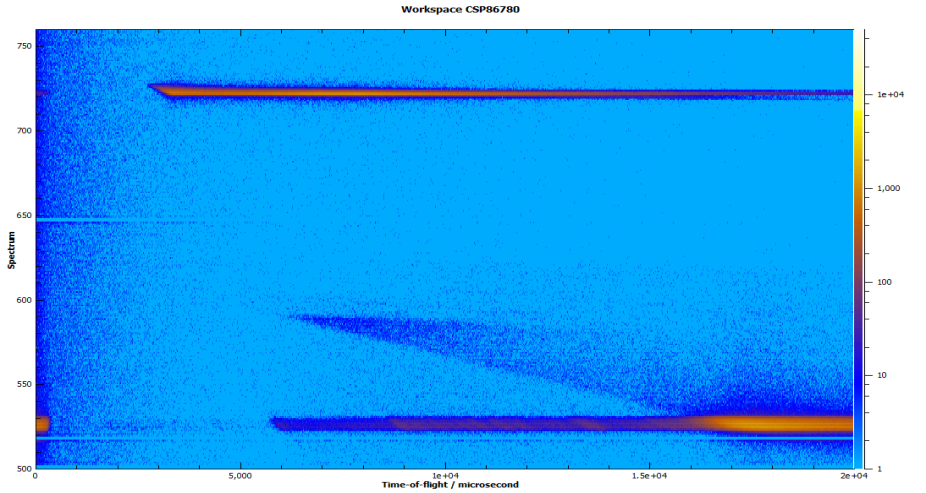 Workspace CSP86780
750
700
650
600
550
500
Spectrum
0
5,000
1e+04
1.5e+04
2e+04
Time-of-flight / microsecond
1e+04
1,000
100
10
1